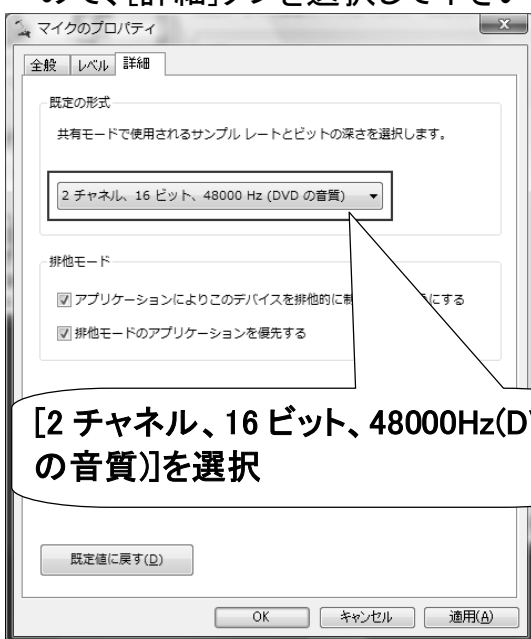 ので、[詳細]タブを選択して下さい
マイクのプロパティ
全般 レベル 詳細
既定の形式
共有モードで使用されるサンプル レートとビットの深さを選択します。
2 チャネル、16 ビット、48000 Hz (DVD の音質)
排他モード
アプリケーションによりこのデバイスを排他的に制 うにする
排他モードのアプリケーションを優先する
[2 チャネル、16 ビット、48000Hz(D
の音質)]を選択
既定値に戻す(D)
OK キャンセル 適用(A)